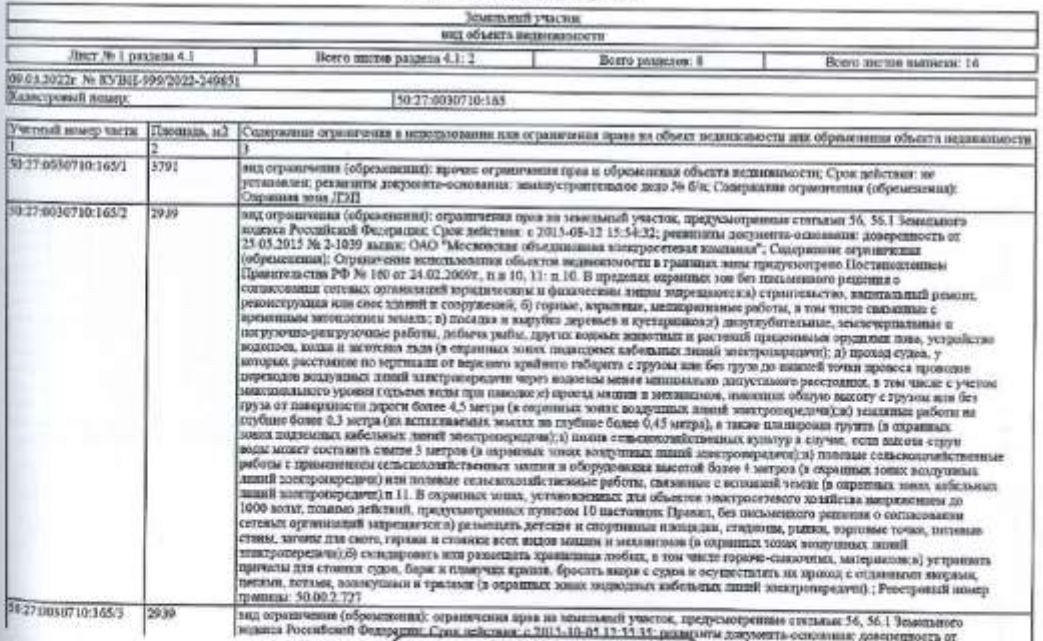 Земельный участок
вид объекта недвижимости
Лист № 1 раздела 4.1 Всего листов раздела 4.1: 2 Всего разделов: 8 Всего листов выписки: 16
09.03.2022г. № КУВИ-999/2022-249851
Кадастровый номер: 50:27:0030710:165
Учетный номер части Площадь, м2 Содержание ограничения в использовании или ограничения права на объект недвижимости или обременения объекта недвижимости
1 2 3
50:27:0030710:165/1 3791 вид ограничения (обременения): прочие ограничения прав и обременения объекта недвижимости; Срок действия: не
установлен; реквизиты документа-основания: землеустроительное дело № б/н; Содержание ограничения (обременения):
Охранная зона ЛЭП
50:27:0030710:165/2 2939 вид ограничения (обременения): ограничения прав на земельный участок, предусмотренные статьями 56, 56.1 Земельного
кодекса Российской Федерации; Срок действия: с 2015-08-12 15:54:32; реквизиты документа-основания: доверенность от
25.05.2015 № 2-1039 выдан: ОАО "Московская объединенная электросетевая компания"; Содержание ограничения
(обременения): Ограничение использования объектов недвижимости в границах зоны предусмотрено Постановлением
Правительства РФ № 160 от 24.02.2009г., п.п 10, 11: п.10. В пределах охранных зон без письменного решения о
согласовании сетевых организаций юридическим и физическим лицам запрещаются:а) строительство, капитальный ремонт,
реконструкция или снос зданий и сооружений; б) горные, взрывные, мелиоративные работы, в том числе связанные с
временным затоплением земель; в) посадка и вырубка деревьев и кустарников;г) дноуглубительные, землечерпальные и
погрузочно-разгрузочные работы, добыча рыбы, других водных животных и растений придонными орудиями лова, устройство
водопоев, колка и заготовка льда (в охранных зонах подводных кабельных линий электропередачи); д) проход судов, у
которых расстояние по вертикали от верхнего крайнего габарита с грузом или без груза до нижней точки провеса проводов
переходов воздушных линий электропередачи через водоемы менее минимально допустимого расстояния, в том числе с учетом
максимального уровня подъема воды при паводке;е) проезд машин и механизмов, имеющих общую высоту с грузом или без
груза от поверхности дороги более 4,5 метра (в охранных зонах воздушных линий электропередачи);ж) земляные работы на
глубине более 0,3 метра (на вспахиваемых землях на глубине более 0,45 метра), а также планировка грунта (в охранных
зонах подземных кабельных линий электропередачи);з) полив сельскохозяйственных культур в случае, если высота струи
воды может составить свыше 3 метров (в охранных зонах воздушных линий электропередачи);и) полевые сельскохозяйственные
работы с применением сельскохозяйственных машин и оборудования высотой более 4 метров (в охранных зонах воздушных
линий электропередачи) или полевые сельскохозяйственные работы, связанные с вспашкой земли (в охранных зонах кабельных
линий электропередачи).п 11. В охранных зонах, установленных для объектов электросетевого хозяйства напряжением до
1000 вольт, помимо действий, предусмотренных пунктом 10 настоящих Правил, без письменного решения о согласовании
сетевых организаций запрещается:а) размещать детские и спортивные площадки, стадионы, рынки, торговые точки, полевые
станы, загоны для скота, гаражи и стоянки всех видов машин и механизмов (в охранных зонах воздушных линий
электропередачи);б) складировать или размещать хранилища любых, в том числе горюче-смазочных, материалов;в) устраивать
причалы для стоянки судов, барж и плавучих кранов, бросать якоря с судов и осуществлять их проход с отданными якорями,
цепями, лотами, волокушами и тралами (в охранных зонах подводных кабельных линий электропередачи).; Реестровый номер
границы: 50.00.2.727
50:27:0030710:165/3 2939 вид ограничения (обременения): ограничения прав на земельный участок, предусмотренные статьями 56, 56.1 Земельного
кодекса Российской Федерации; Срок действия: с 2015-10-05 12:53:35; реквизиты документа-основания: доверенность от